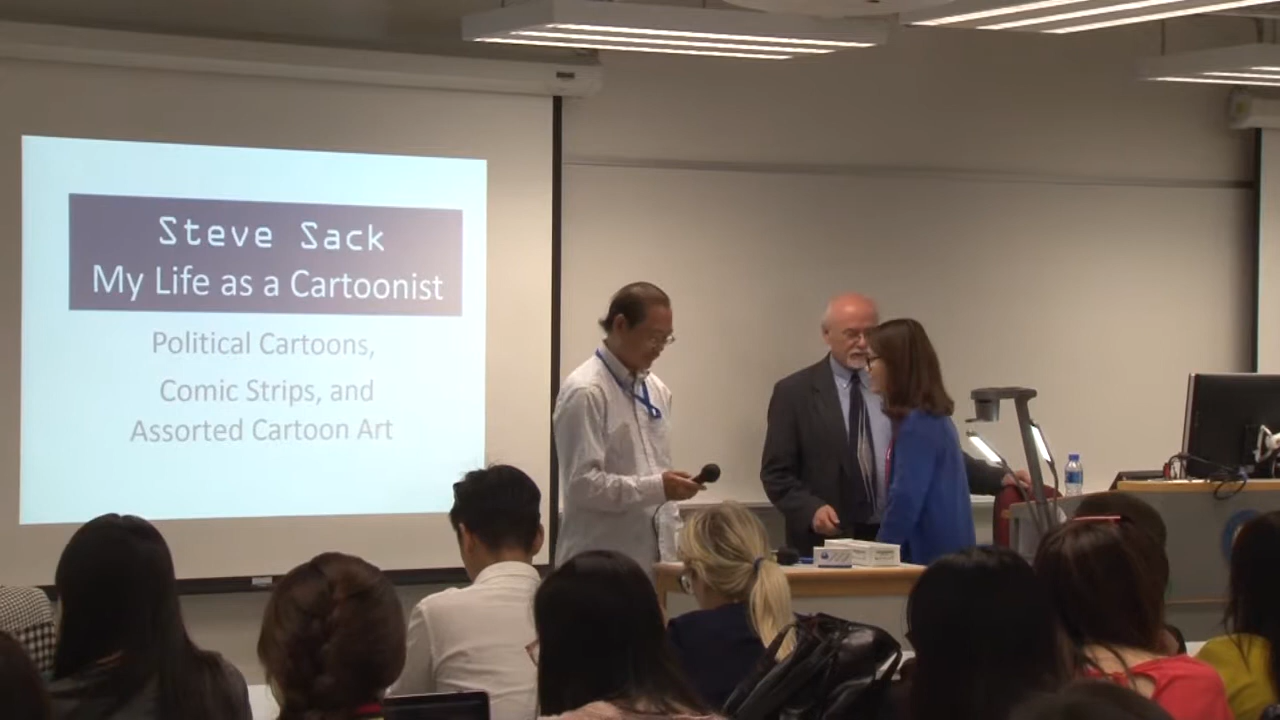 Steve Sack
My Life as a Cartoonist
Political Cartoons,
Comic Strips, and
Assorted Cartoon Art